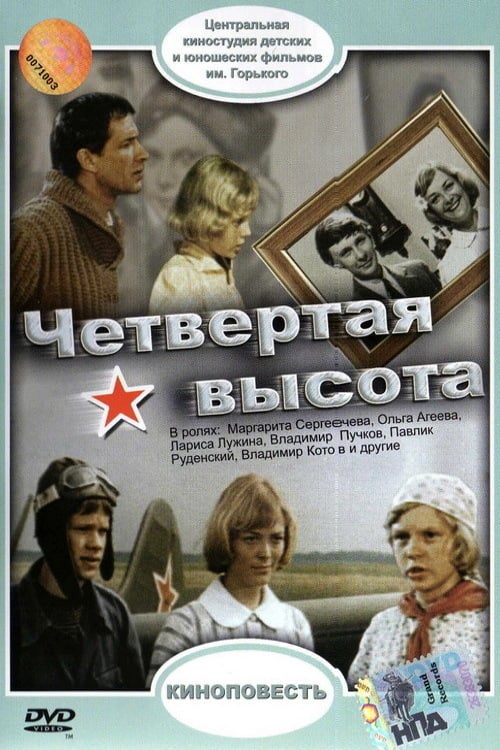 Центральная
киностудия детских
и юношеских фильмов
им. Горького
0071003
Четвертая
высота
В ролях: Маргарита Сергеечева, Ольга Агеева,
Лариса Лужина, Владимир Пучков, Павлик
Руденский, Владимир Кото в и другие
КИНОПОВЕСТЬ
DVD
VIDEO
TM
НПД
Grand
Records